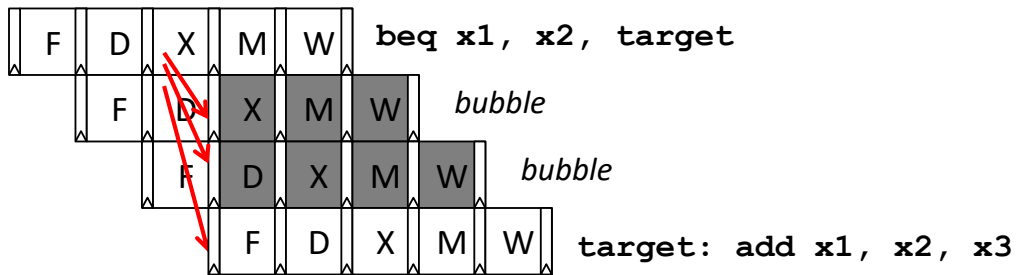 F D X M W beq x1, x2, target
F D X M W bubble
F D X M W bubble
F D X M W target: add x1, x2, x3